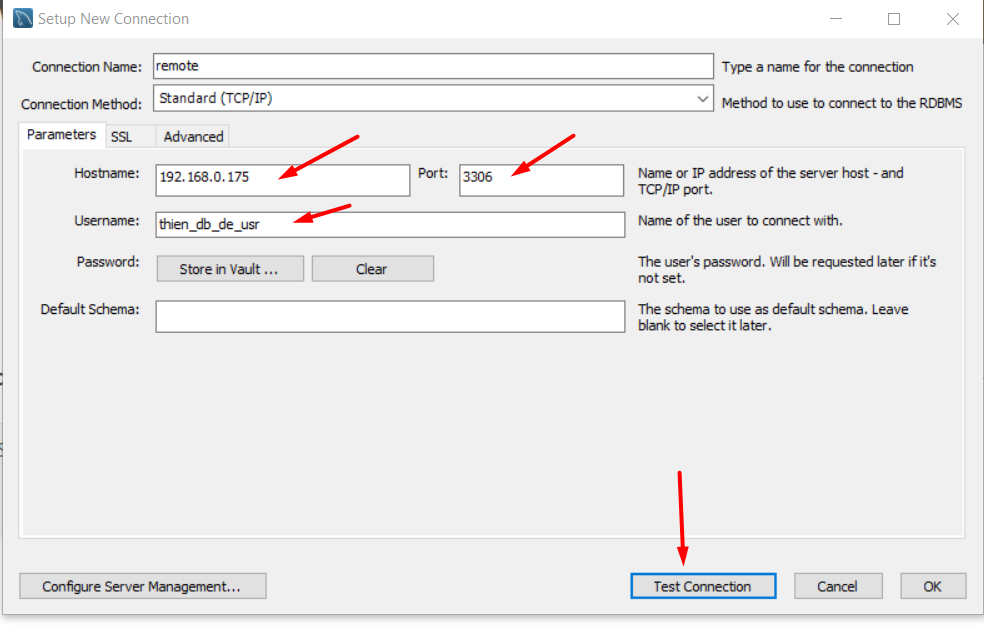 Setup New Connection
Connection Name: remote Type a name for the connection
Connection Method: Standard (TCP/IP) Method to use to connect to the RDBMS
Parameters SSL Advanced
Hostname: 192.168.0.175 Port: 3306 Name or IP address of the server host - and
TCP/IP port.
Username: thien_db_de_usr Name of the user to connect with.
Password: Store in Vault ... Clear The user's password. Will be requested later if it's
not set.
Default Schema: The schema to use as default schema. Leave
blank to select it later.
Configure Server Management... Test Connection Cancel OK